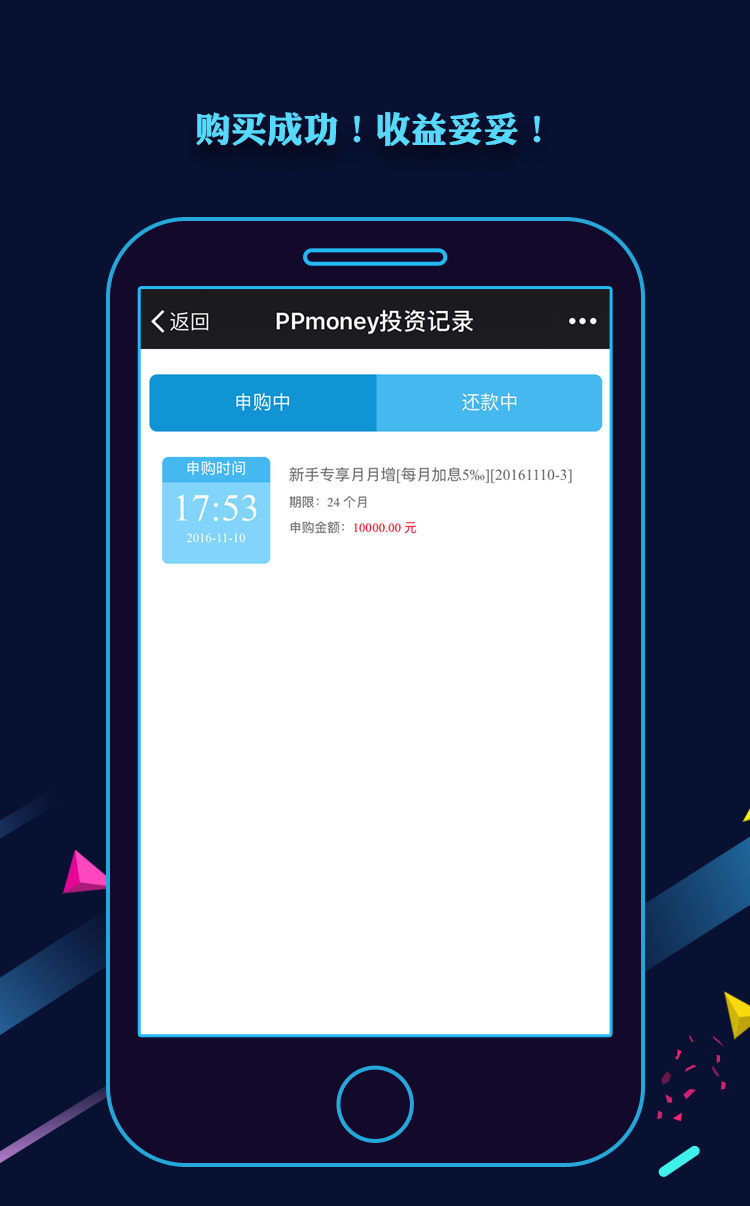 购买成功！收益妥妥！
返回 PPmoney投资记录
申购中 还款中
申购时间
17:53
2016-11-10
新手专享月月增[每月加息5‰][20161110-3]
期限：24 个月
申购金额：10000.00 元